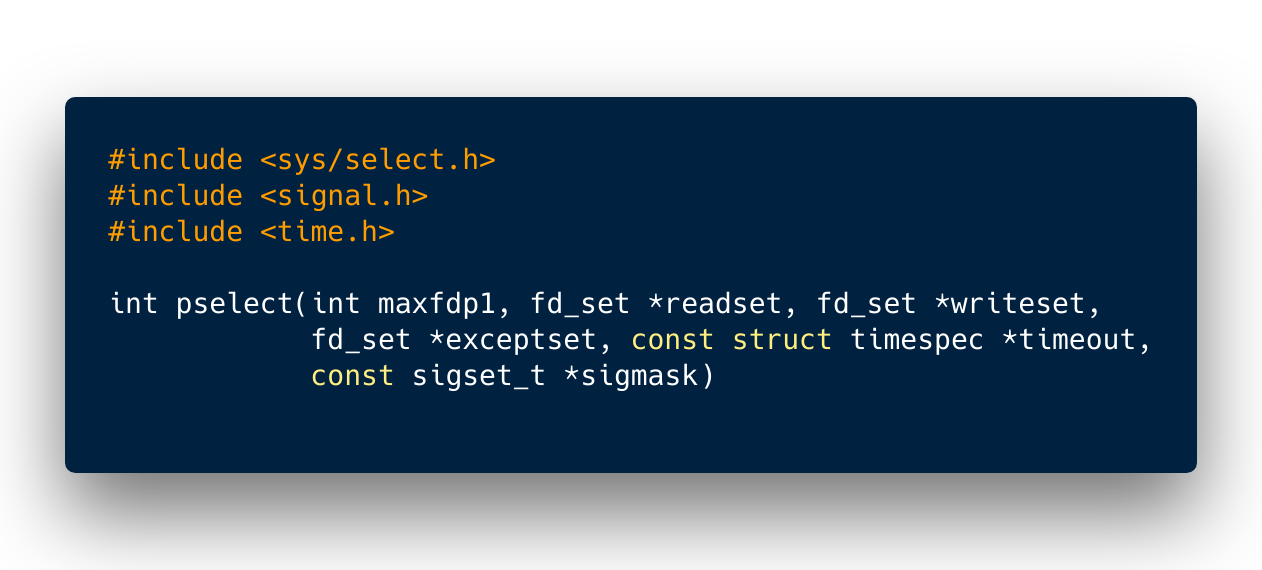 #include <sys/select.h>
#include <signal.h>
#include <time.h>

int pselect(int maxfdp1, fd_set *readset, fd_set *writeset,
            fd_set *exceptset, const struct timespec *timeout,
            const sigset_t *sigmask)